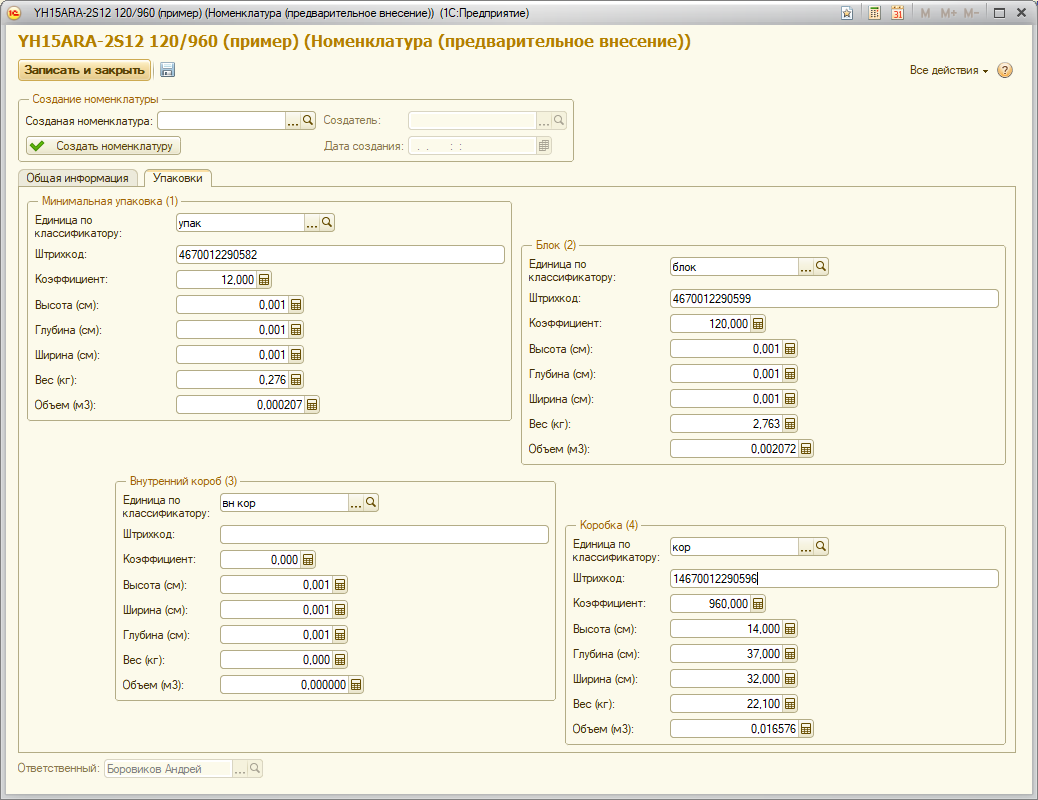 YH15ARA-2S12 120/960 (пример) (Номенклатура (предварительное внесение)) (1С:Предприятие)
M M+ M-
YH15ARA-2S12 120/960 (пример) (Номенклатура (предварительное внесение))
Записать и закрыть
Все действия
Создание номенклатуры
Созданая номенклатура:
Создатель:
Создать номенклатуру
Дата создания: . . : :
Общая информация
Упаковки
Минимальная упаковка (1)
Единица по
классификатору:
упак
Штрихкод: 4670012290582
Коэффициент: 12,000
Высота (см): 0,001
Глубина (см): 0,001
Ширина (см): 0,001
Вес (кг): 0,276
Объем (м3): 0,000207
Блок (2)
Единица по
классификатору:
блок
Штрихкод: 4670012290599
Коэффициент: 120,000
Высота (см): 0,001
Глубина (см): 0,001
Ширина (см): 0,001
Вес (кг): 2,763
Объем (м3): 0,002072
Внутренний короб (3)
Единица по
классификатору:
вн кор
Штрихкод:
Коэффициент: 0,000
Высота (см): 0,001
Ширина (см): 0,001
Глубина (см): 0,001
Вес (кг): 0,000
Объем (м3): 0,000000
Коробка (4)
Единица по
классификатору:
кор
Штрихкод: 14670012290596
Коэффициент: 960,000
Высота (см): 14,000
Глубина (см): 37,000
Ширина (см): 32,000
Вес (кг): 22,100
Объем (м3): 0,016576
Ответственный: Боровиков Андрей